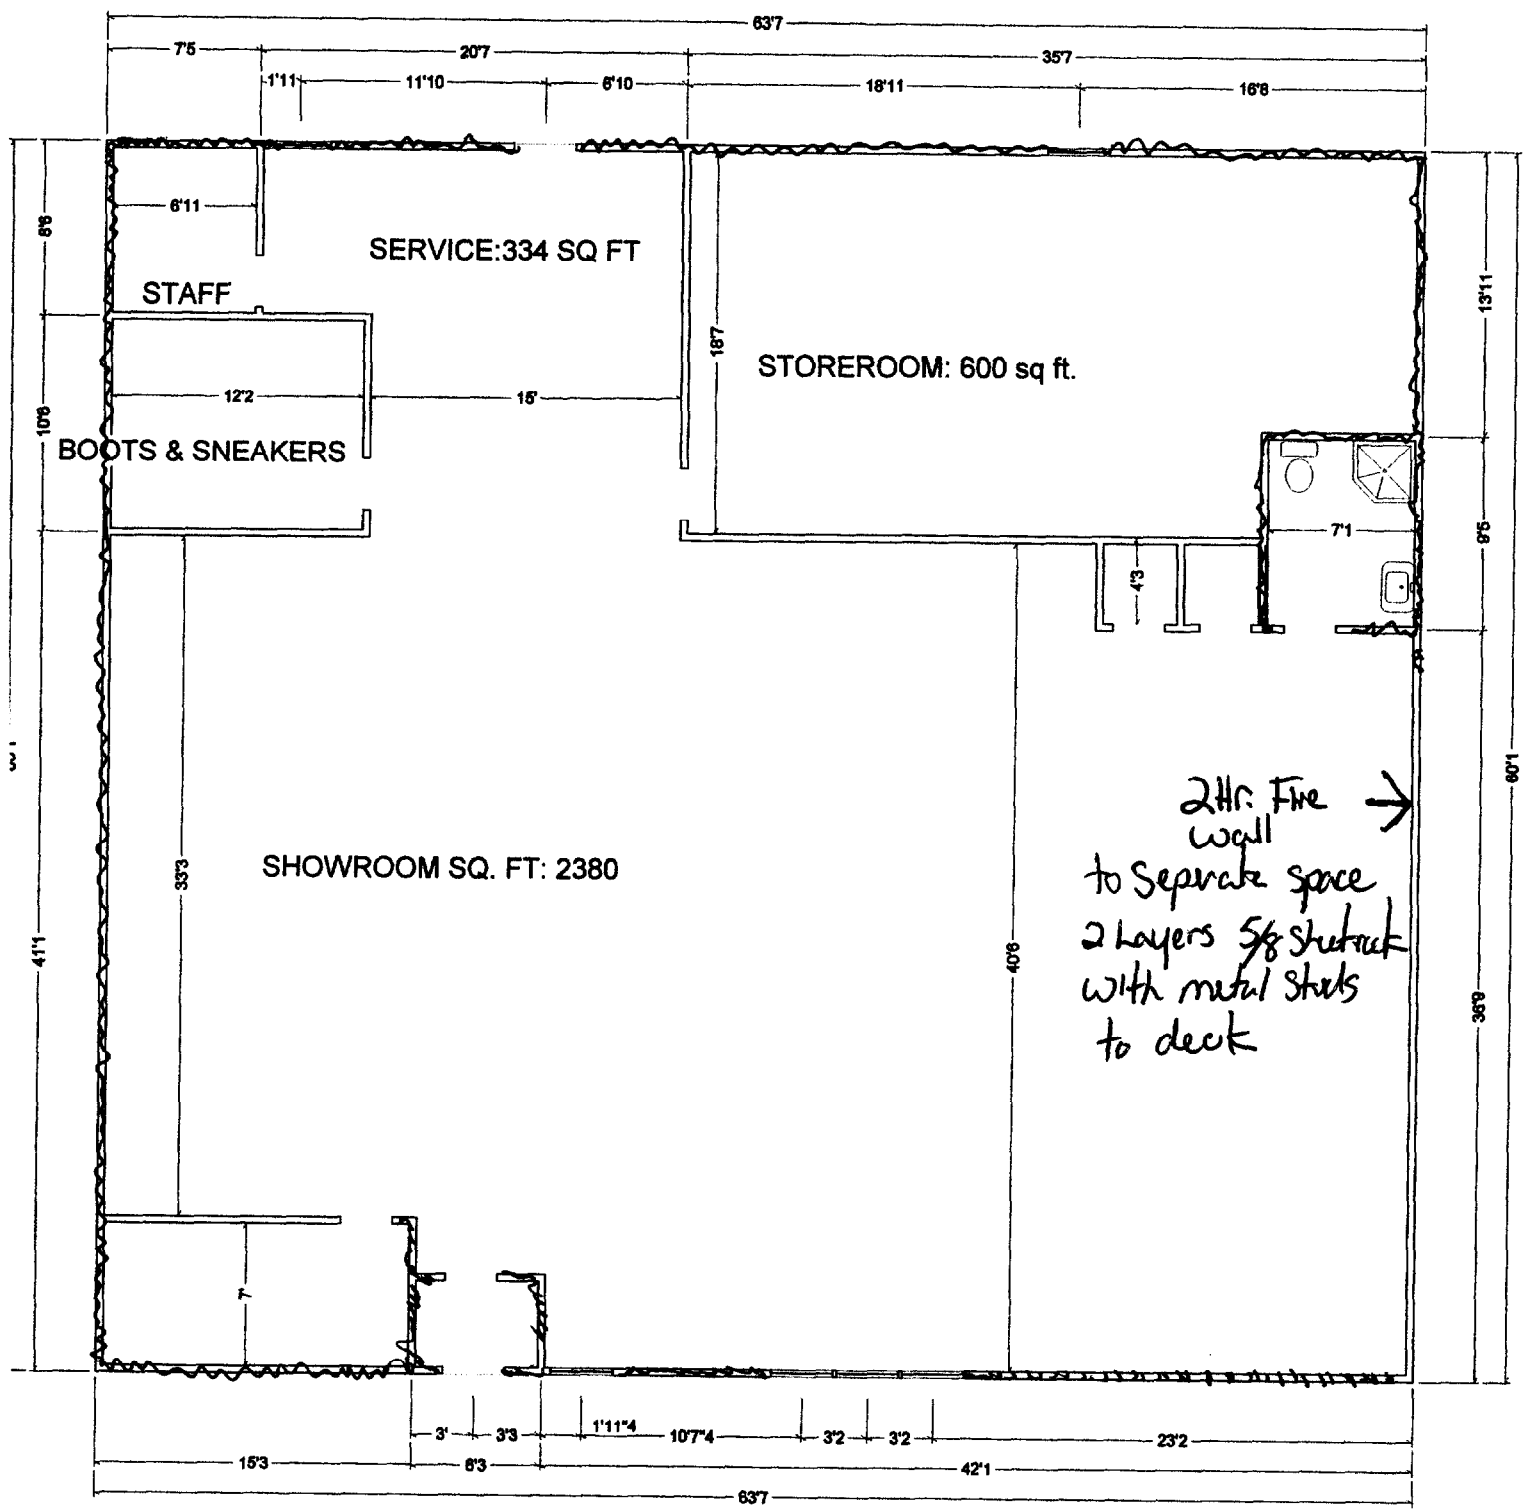 63'7
7'5 20'7 35'7
1'11 11'10 6'10 18'11 16'8
8'6
6'11
SERVICE:334 SQ FT
STAFF
13'11
18'7
STOREROOM: 600 sq ft.
12'2 15'
10'6
BOOTS & SNEAKERS
7'1
9'5
4'3
60'1
2Hr. Fire
wall
to Seperate space
2 Layers 5/8 Sheetrock
with metal studs
to deck
SHOWROOM SQ. FT: 2380
33'3
41'1
40'6
36'9
7'
3' 3'3 1'11"4 10'7"4 3'2 3'2 23'2
15'3 6'3 42'1
63'7